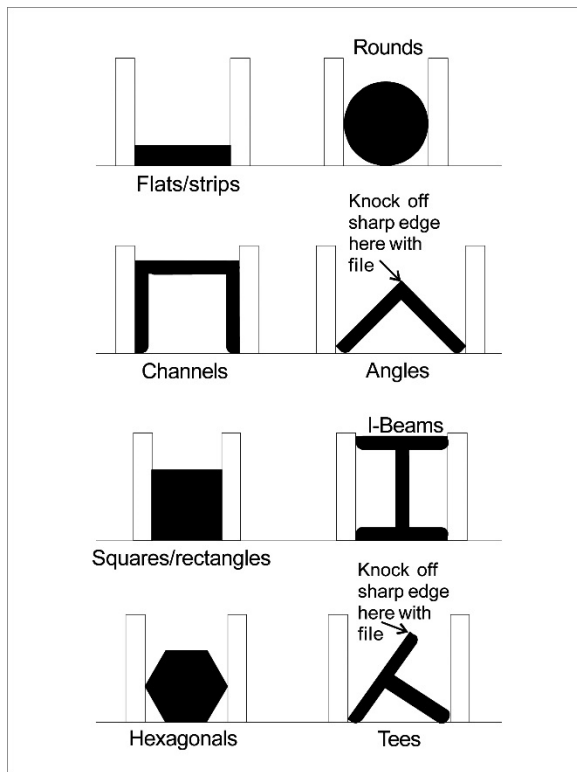 Rounds
Flats/strips
Knock off
sharp edge
here with
file
Channels
Angles
I-Beams
Squares/rectangles
Knock off
sharp edge
here with
file
Hexagonals
Tees